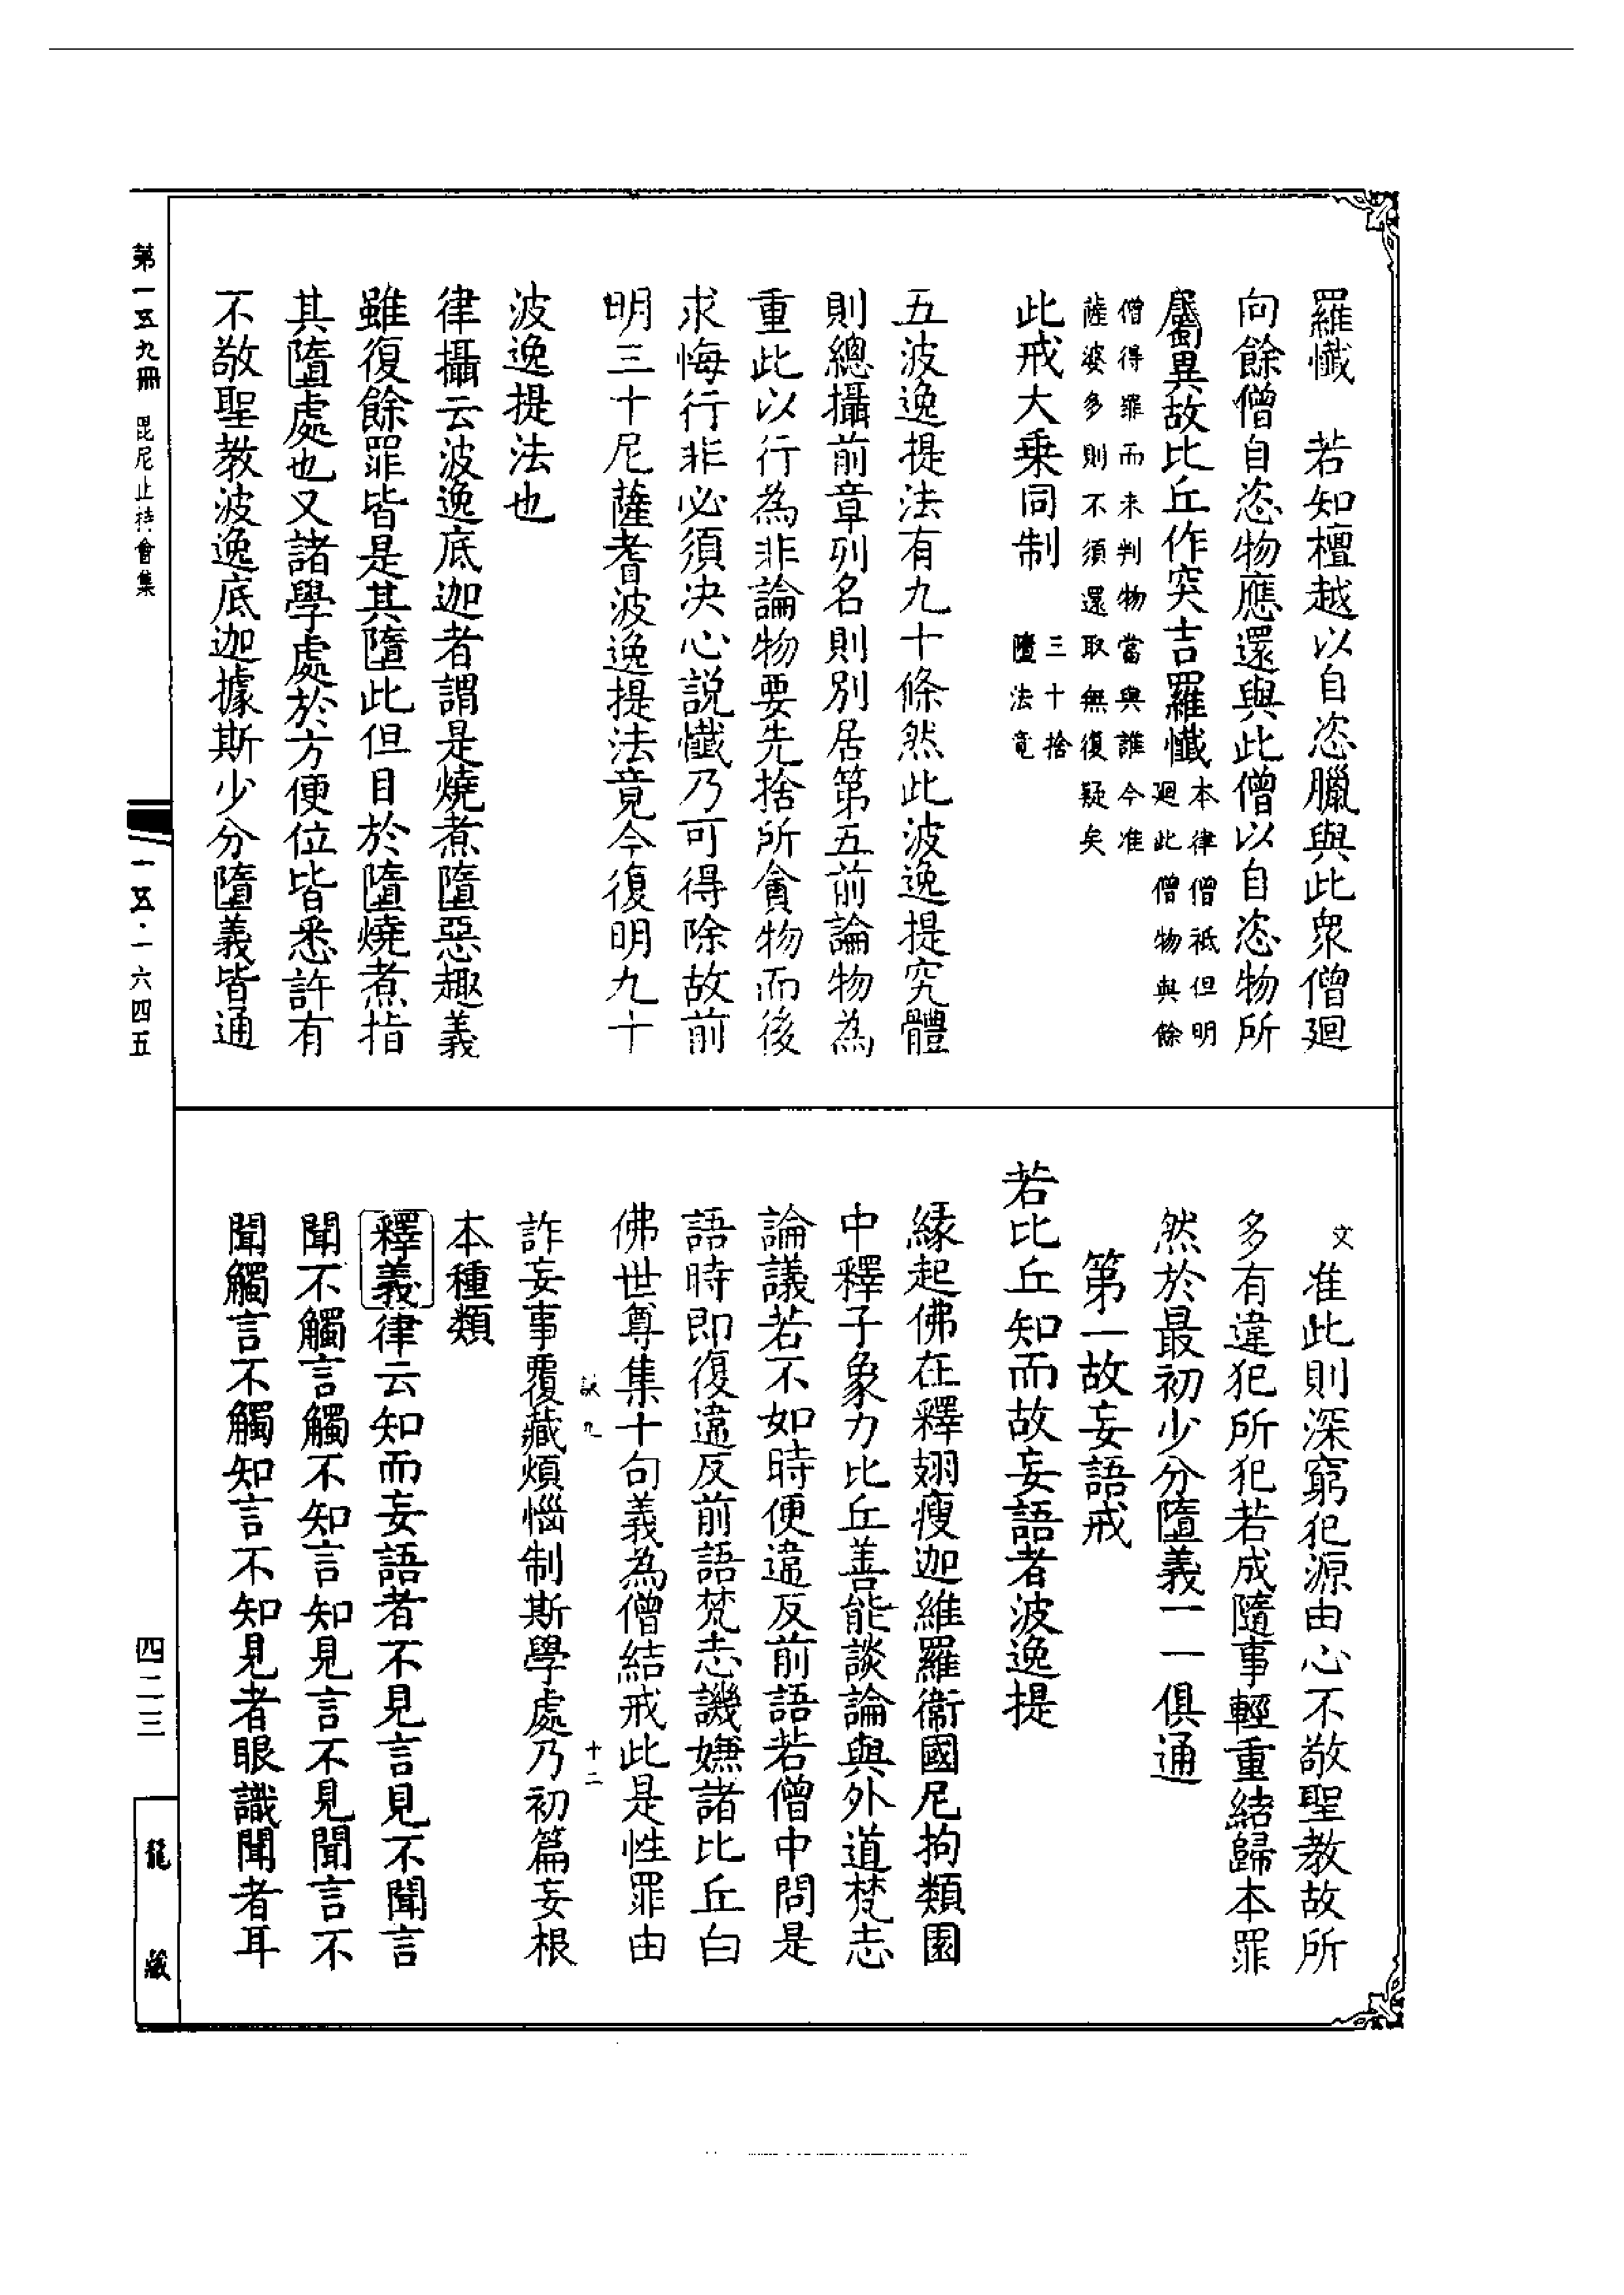 羅懺　若知檀越以自恣臘與此衆僧迴
向餘僧自恣物應還與此僧以自恣物所
屬異故比丘作突吉羅懺本律僧祇但明
迴此僧物與餘
僧得罪而未判物當與誰今准
薩婆多則不須還取無復疑矣
此戒大乗同制　三十捨
墮法竟
五波逸提法有九十條然此波逸提究體
則總攝前章列名則別居第五前論物為
重此以行為非論物要先捨所貪物而後
求悔行非必須決心説懺乃可得除故前
明三十尼薩耆波逸提法竟今復明九十
波逸提法也
律攝云波逸底迦者謂是燒煮墮惡趣義
雖復餘罪皆是其墮此但目於墮燒煮指
其墮處也又諸學處於方便位皆悉許有
不敬聖教波逸底迦據斯少分墮義皆通
文准此則深窮犯源由心不敬聖教故所
多有違犯所犯若成隨事輕重結歸本罪
然於最初少分墮義一一俱通
第一故妄語戒
若比丘知而故妄語者波逸提
緣起佛在釋翅瘦迦維羅衞國尼拘類園
中釋子象力比丘善能談論與外道梵志
論議若不如時便違反前語若僧中問是
語時即復違反前語梵志譏嫌諸比丘白
佛世尊集十句義為僧結戒此是性罪由
九
十二
詐妄事覆藏煩惱制斯學處乃初篇妄根
本種類
釋義律云知而妄語者不見言見不聞言
聞不觸言觸不知言知見言不見聞言不
聞觸言不觸知言不知見者眼識聞者耳
第一五九冊　毘尼止持會集
一五·一六四五
四二三
龍藏